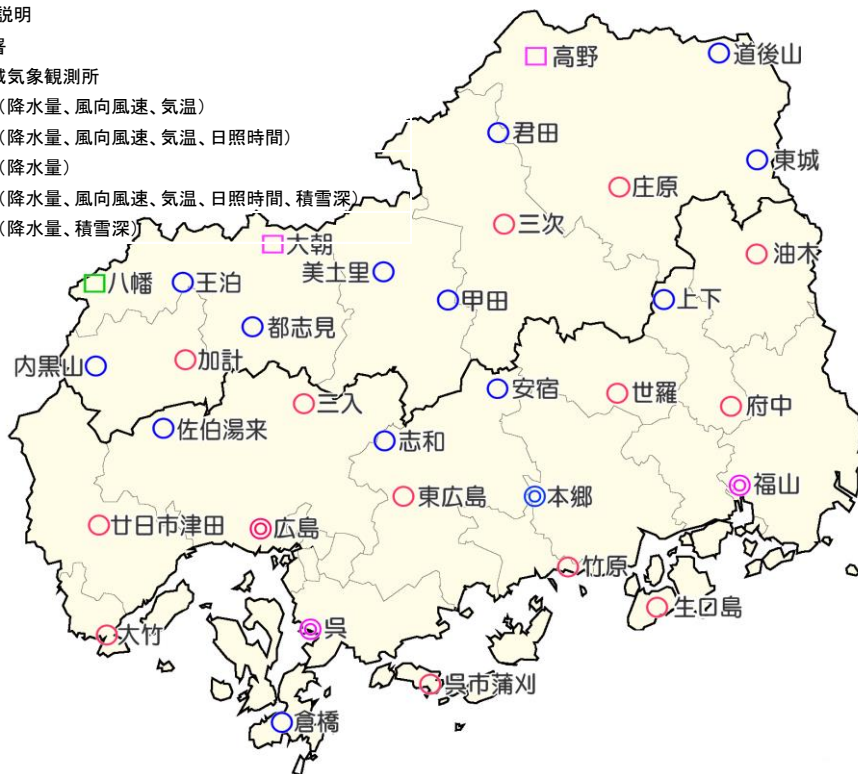 説明
署
域気象観測所
（降水量、風向風速、気温）
（降水量、風向風速、気温、日照時間）
（降水量）
（降水量、風向風速、気温、日照時間、積雪深）
（降水量、積雪深）
高野
道後山
君田
東城
庄原
三次
油木
大朝
美土里
八幡
王泊
甲田
上下
都志見
内黒山
加計
安宿
世羅
三入
府中
佐伯湯来
志和
福山
東広島
本郷
廿日市津田
広島
竹原
生口島
大竹
呉
呉市蒲刈
倉橋